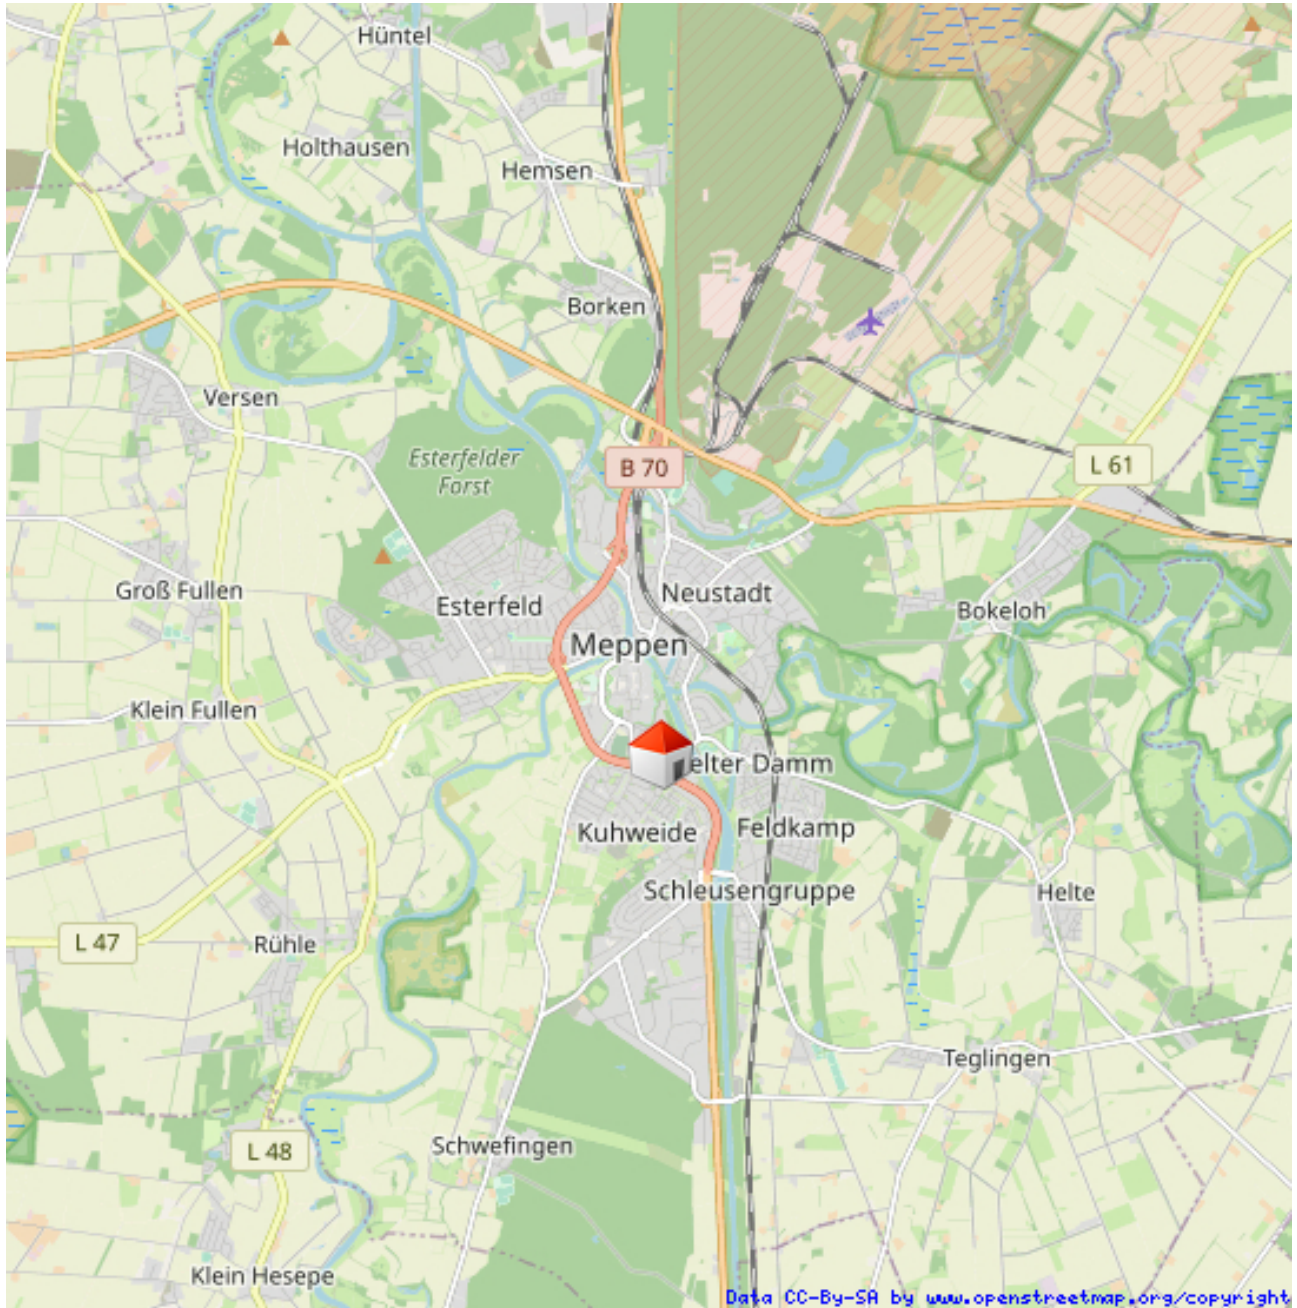 Hüntel
Holthausen
Hemsen
Borken
Versen
Esterfelder
Forst
B 70
L 61
Groß Fullen
Esterfeld
Neustadt
Bokeloh
Meppen
Klein Fullen
elter Damm
Kuhweide
Feldkamp
Schleusengruppe
Helte
L 47
Rühle
Teglingen
L 48
Schwefingen
Klein Hesepe
Data CC-By-SA by www.openstreetmap.org/copyright